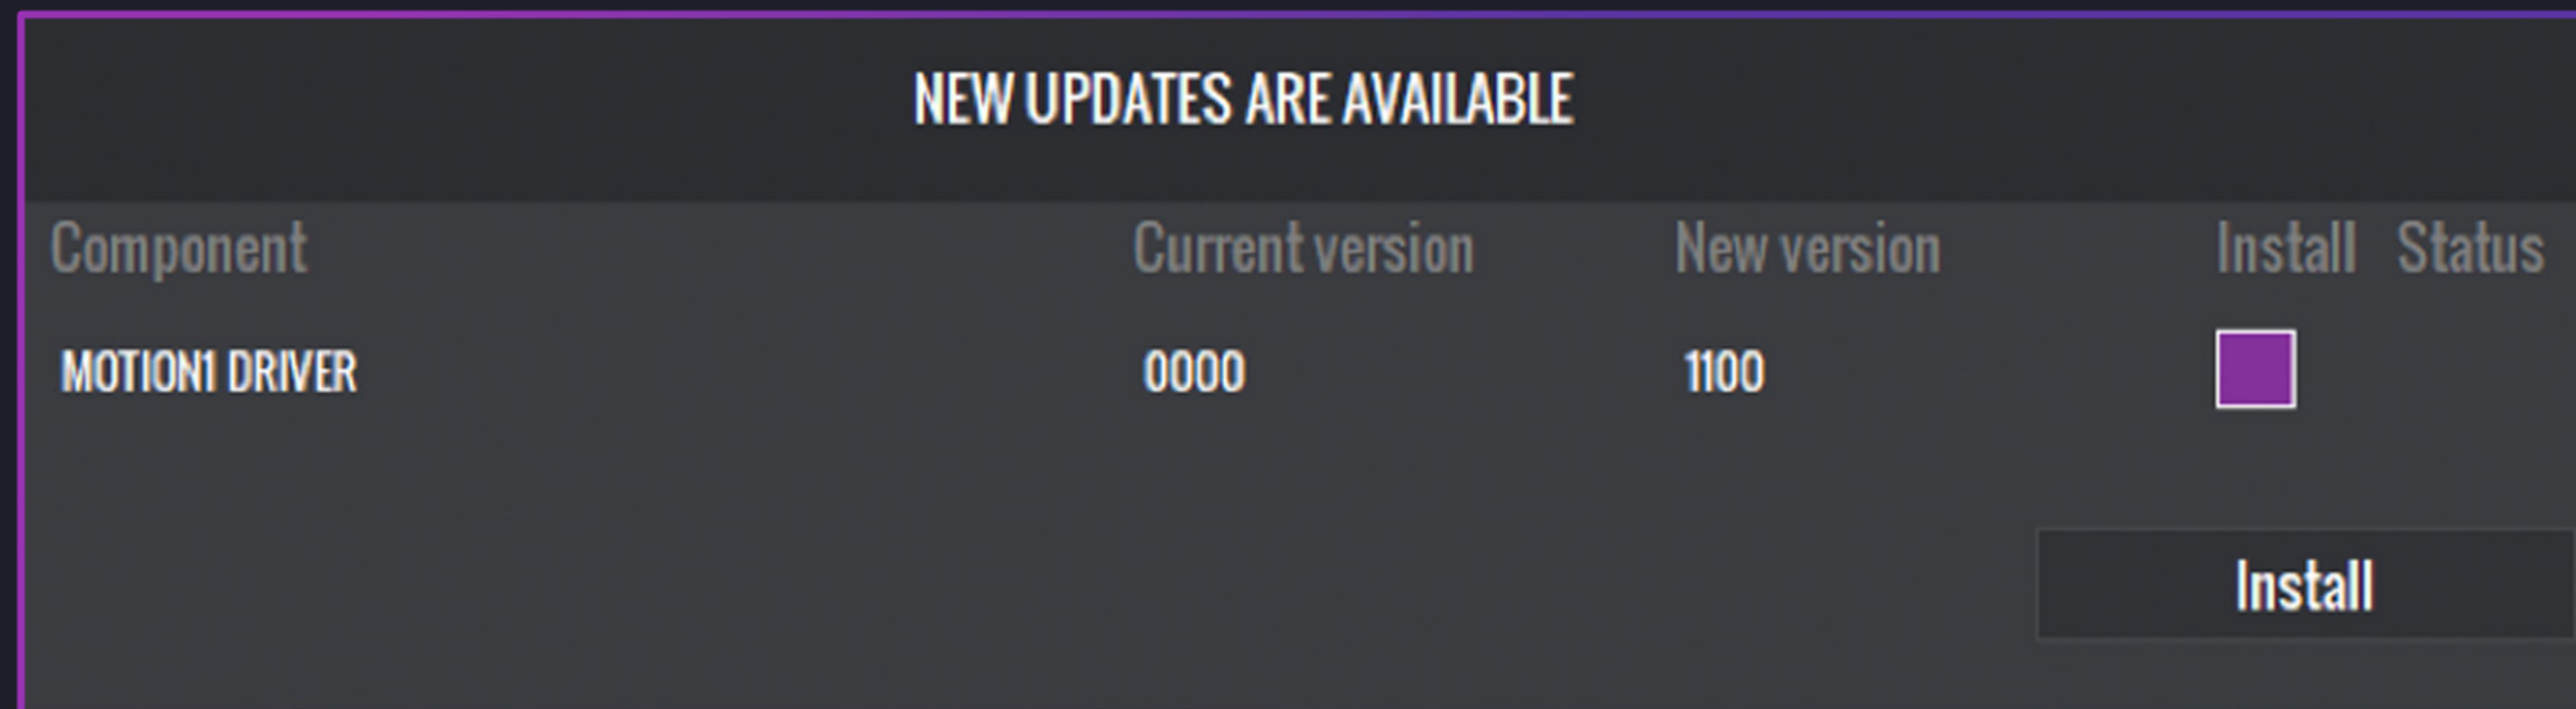 NEW UPDATES ARE AVAILABLE
Component Current version New version Install Status
MOTION1 DRIVER 0000 1100
Install